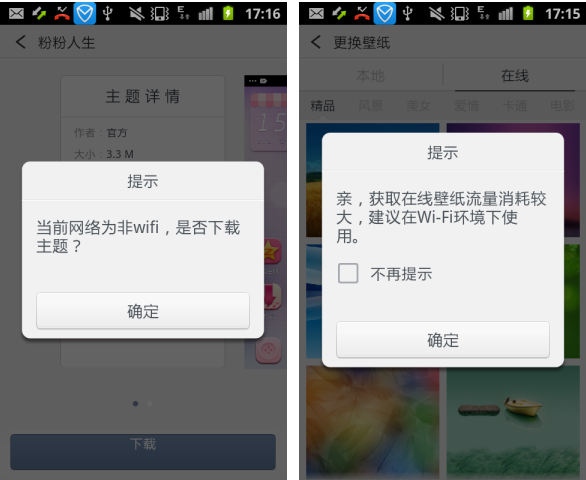 17:16
粉粉人生
主题详情
作者：官方
大小：3.3 M
15
提示
当前网络为非wifi，是否下载
主题？
确定
下载
17:15
更换壁纸
本地
在线
精品 风景 美女 爱情 卡通 电影
提示
亲，获取在线壁纸流量消耗较
大，建议在Wi-Fi环境下使
用。
不再提示
确定